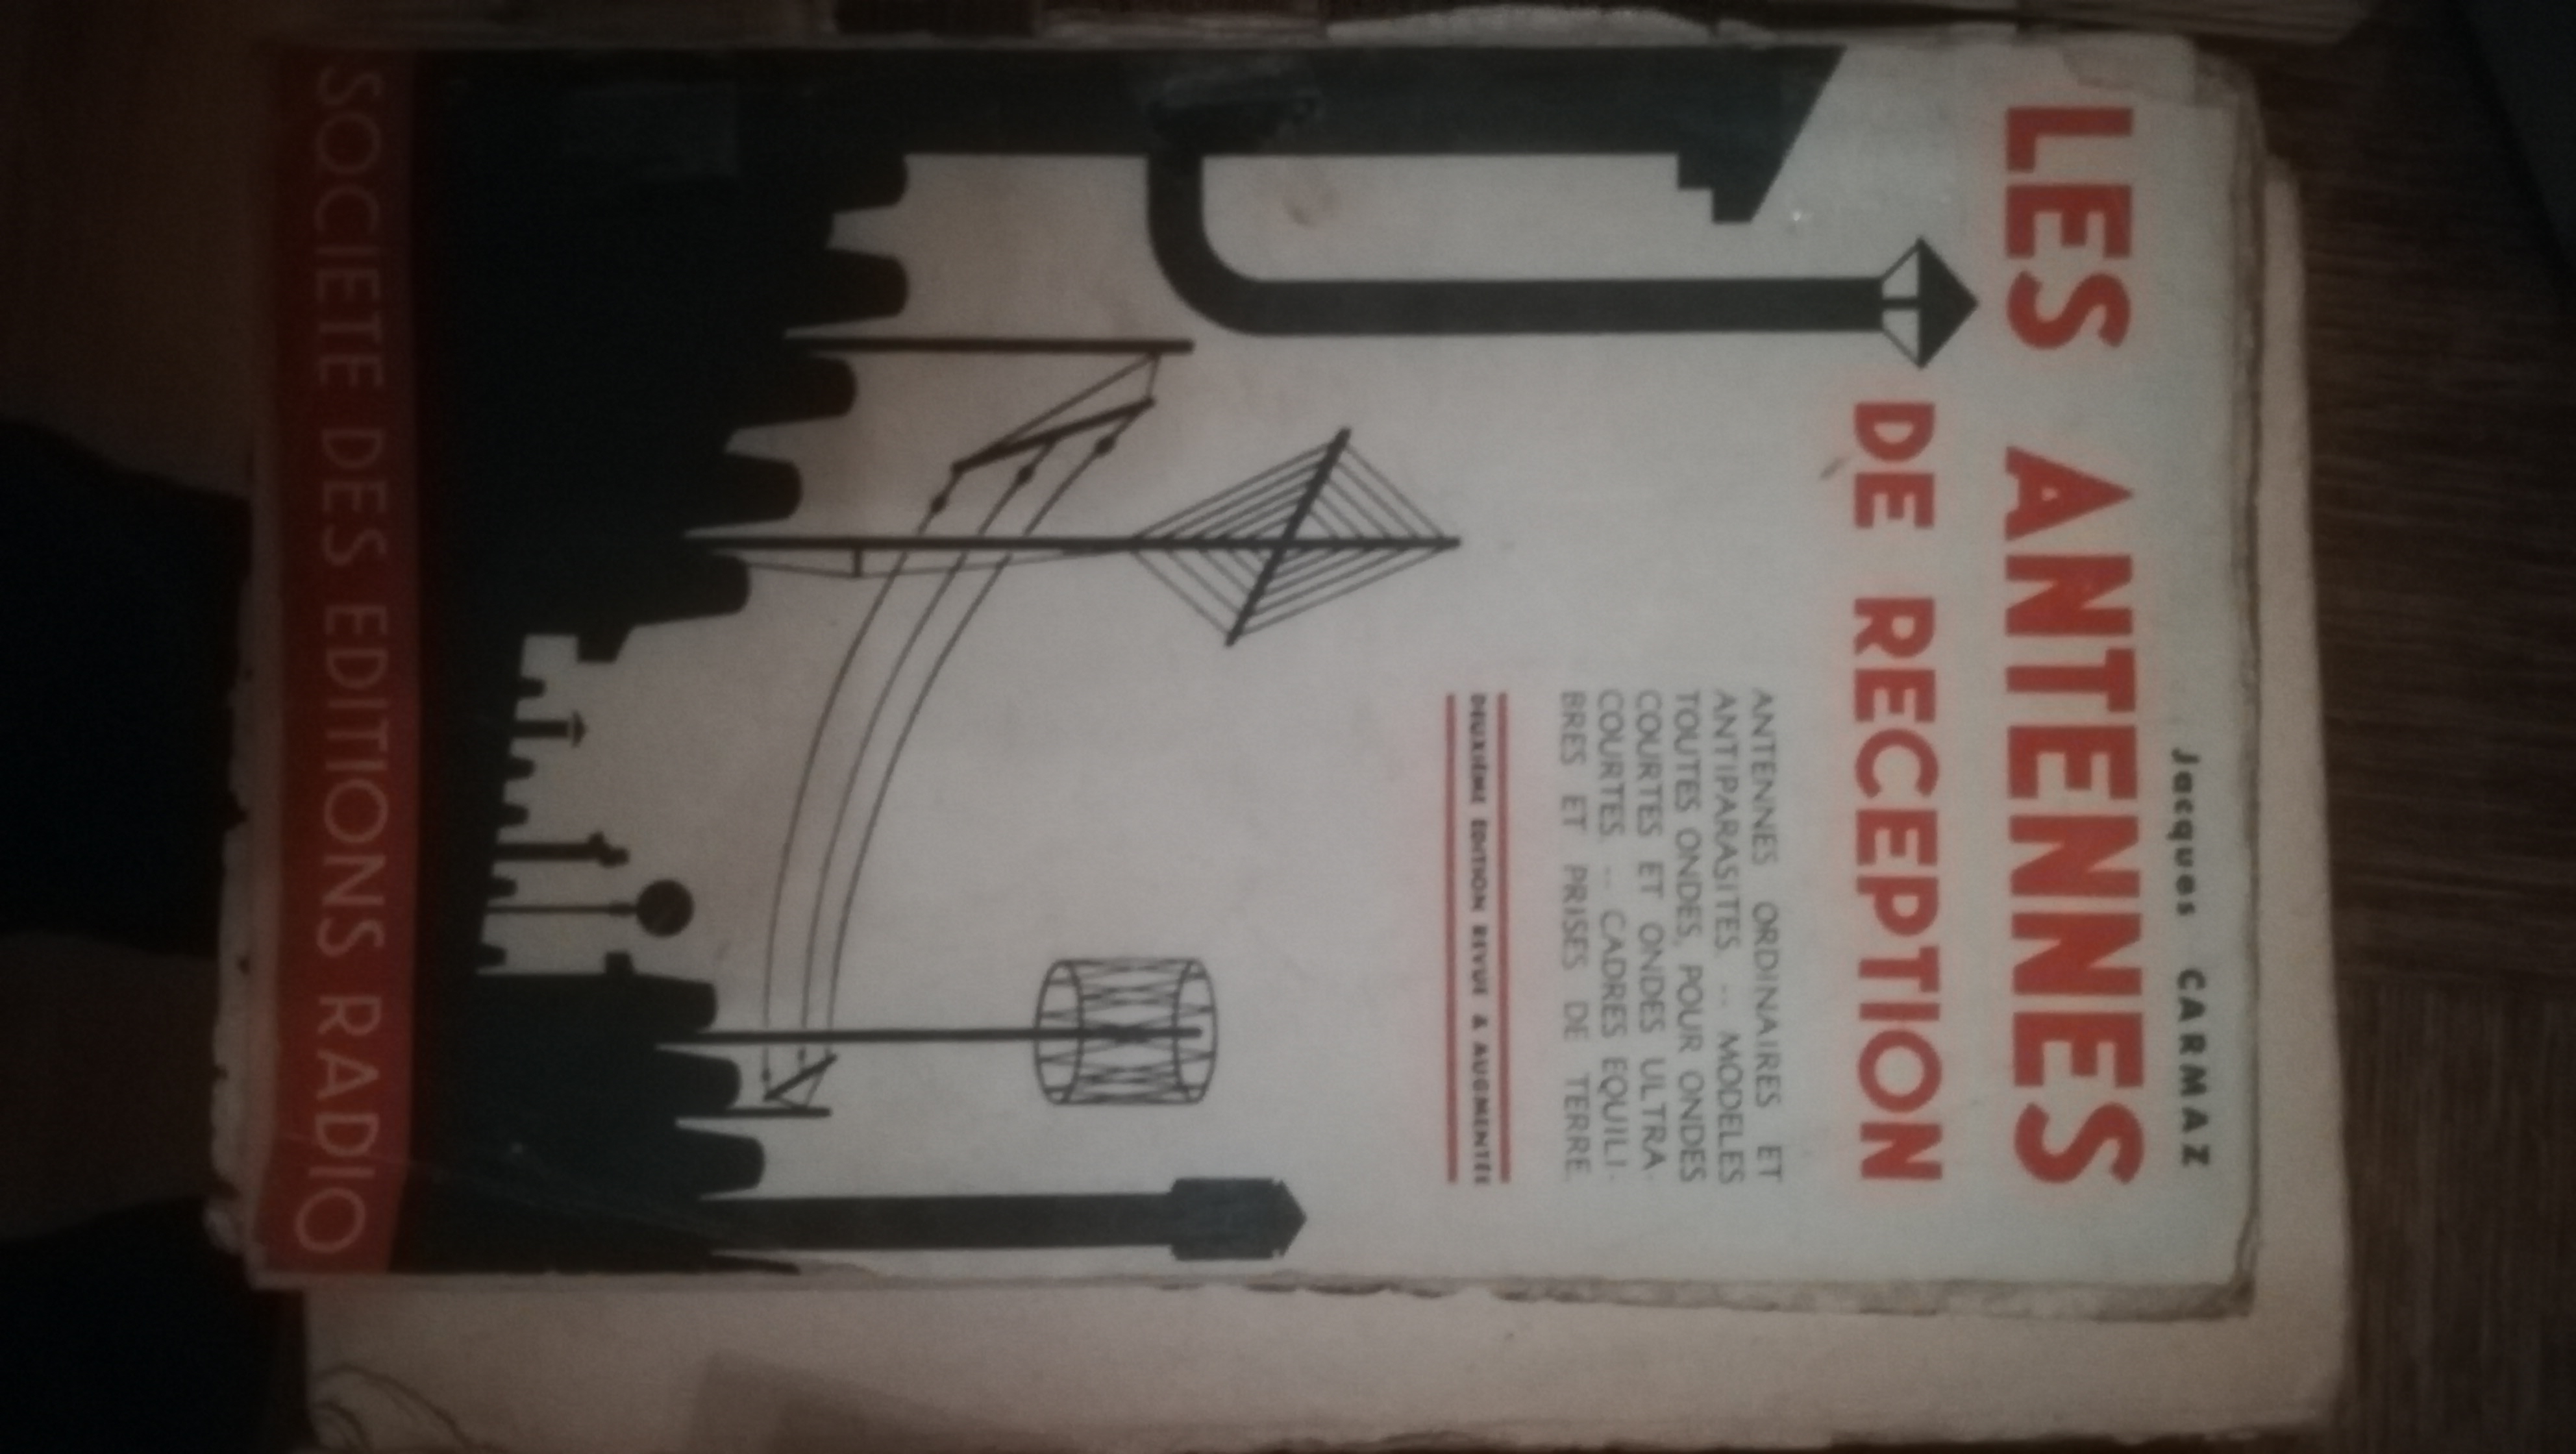 Jacques CARMAZ
LES ANTENNES
DE RECEPTION
ANTENNES ORDINAIRES ET
ANTIPARASITES. -- MODELES
TOUTES ONDES, POUR ONDES
COURTES ET ONDES ULTRA-
COURTES. -- CADRES EQUILI-
BRES ET PRISES DE TERRE.
DEUXIÈME ÉDITION REVUE & AUGMENTÉE
SOCIETE DES EDITIONS RADIO